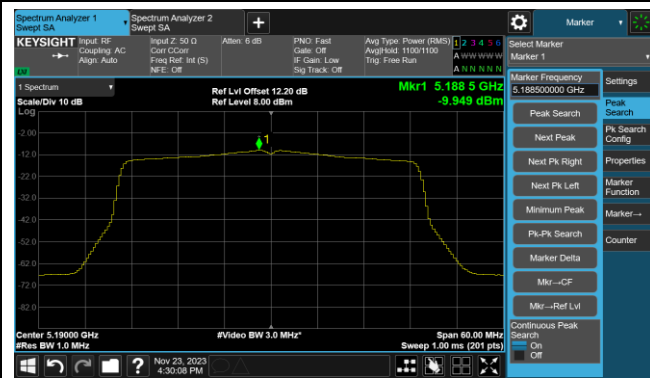 Spectrum Analyzer 1
Swept SA
Spectrum Analyzer 2
Swept SA
Marker
KEYSIGHT
Input: RF
Coupling: AC
Align: Auto
Input Z: 50 Ω
Corr CCorr
Freq Ref: Int (S)
NFE: Off
Atten: 6 dB
PNO: Fast
Gate: Off
IF Gain: Low
Sig Track: Off
Avg Type: Power (RMS)
Avg|Hold: 1100/1100
Trig: Free Run
1 2 3 4 5 6
A W W W W W
A N N N N N
Select Marker
Marker 1
1 Spectrum
Scale/Div 10 dB
Ref Lvl Offset 12.20 dB
Ref Level 8.00 dBm
Mkr1 5.188 5 GHz
-9.949 dBm
Log
-2.00
-12.0
-22.0
-32.0
-42.0
-52.0
-62.0
-72.0
-82.0
1
Center 5.19000 GHz
#Res BW 1.0 MHz
#Video BW 3.0 MHz*
Span 60.00 MHz
Sweep 1.00 ms (201 pts)
Marker Frequency
5.188500000 GHz
Peak Search
Next Peak
Next Pk Right
Next Pk Left
Minimum Peak
Pk-Pk Search
Marker Delta
Mkr→CF
Mkr→Ref Lvl
Continuous Peak
Search
On
Off
Settings
Peak
Search
Pk Search
Config
Properties
Marker
Function
Marker→
Counter
Nov 23, 2023
4:30:08 PM